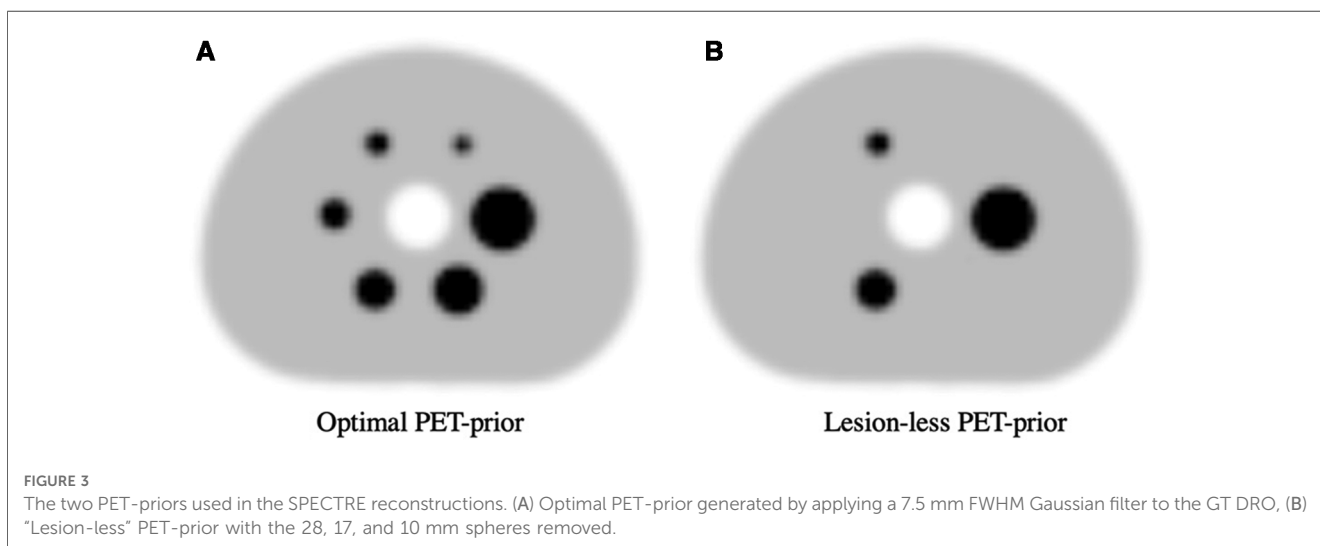 A
B
Optimal PET-prior
Lesion-less PET-prior
FIGURE 3
The two PET-priors used in the SPECTRE reconstructions. (A) Optimal PET-prior generated by applying a 7.5 mm FWHM Gaussian filter to the GT DRO, (B)
“Lesion-less” PET-prior with the 28, 17, and 10 mm spheres removed.